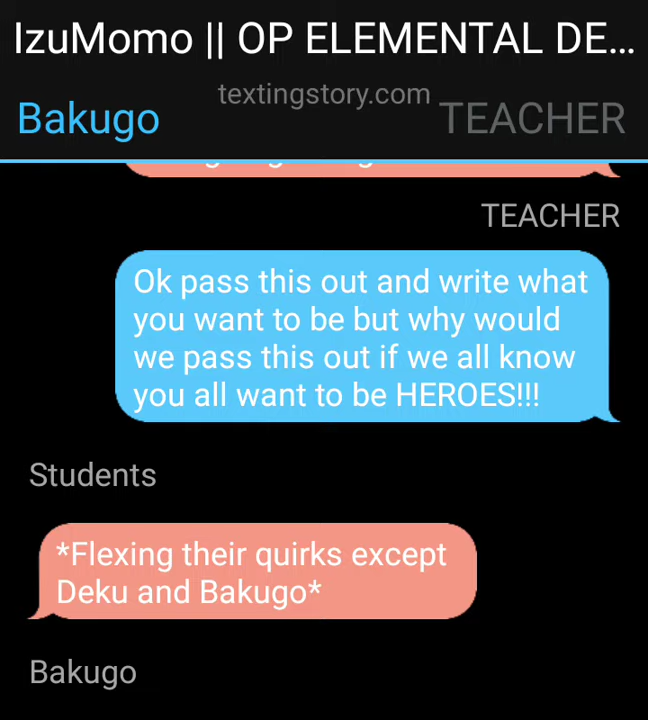 IzuMomo || OP ELEMENTAL DE...
textingstory.com
Bakugo
TEACHER
TEACHER
Ok pass this out and write what
you want to be but why would
we pass this out if we all know
you all want to be HEROES!!!
Students
*Flexing their quirks except
Deku and Bakugo*
Bakugo